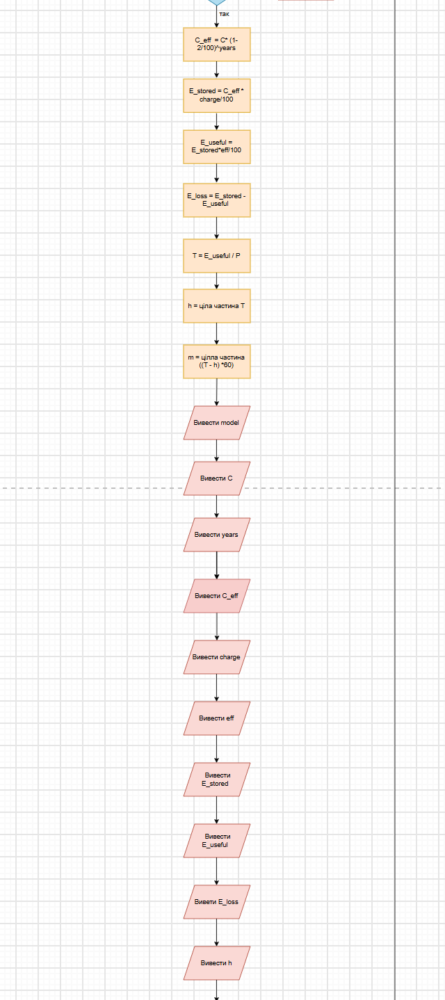 так
C_eff = C* (1-
2/100)^years
E_stored = C_eff *
charge/100
E_useful =
E_stored*eff/100
E_loss = E_stored -
E_useful
T = E_useful / P
h = ціла частина T
m = цілла частина
((T - h) *60)
Вивести model
Вивести C
Вивести years
Вивести C_eff
Вивести charge
Вивести eff
Вивести
E_stored
Вивести
E_useful
Вивети E_loss
Вивести h